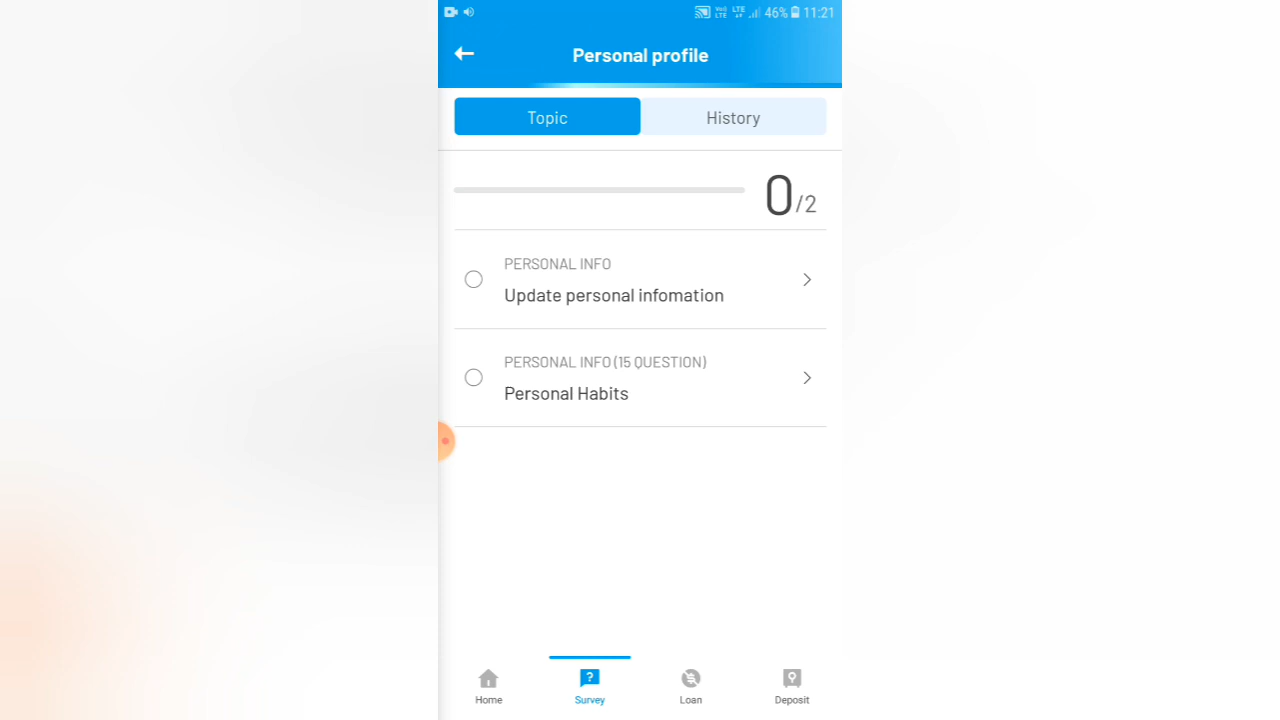 46% 11:21
Personal profile
Topic
History
0/2
PERSONAL INFO
Update personal infomation
PERSONAL INFO (15 QUESTION)
Personal Habits
Home
Survey
Loan
Deposit